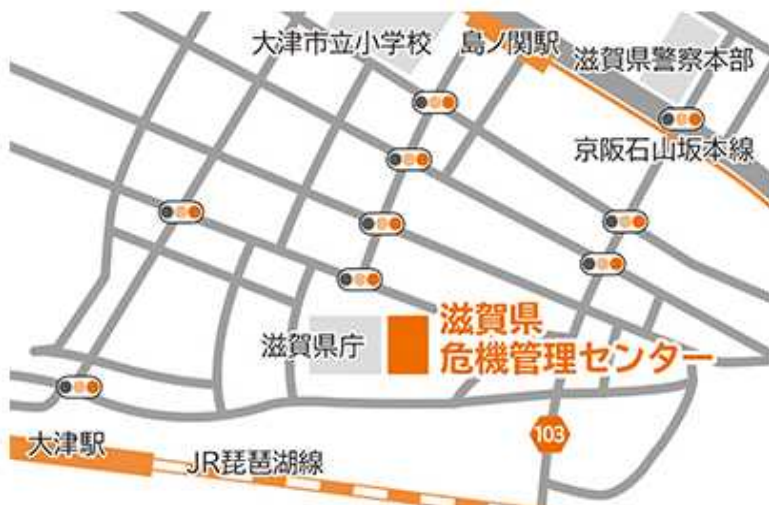 大津市立小学校
島ノ関駅
滋賀県警察本部
京阪石山坂本線
滋賀県庁
滋賀県
危機管理センター
103
大津駅
JR琵琶湖線